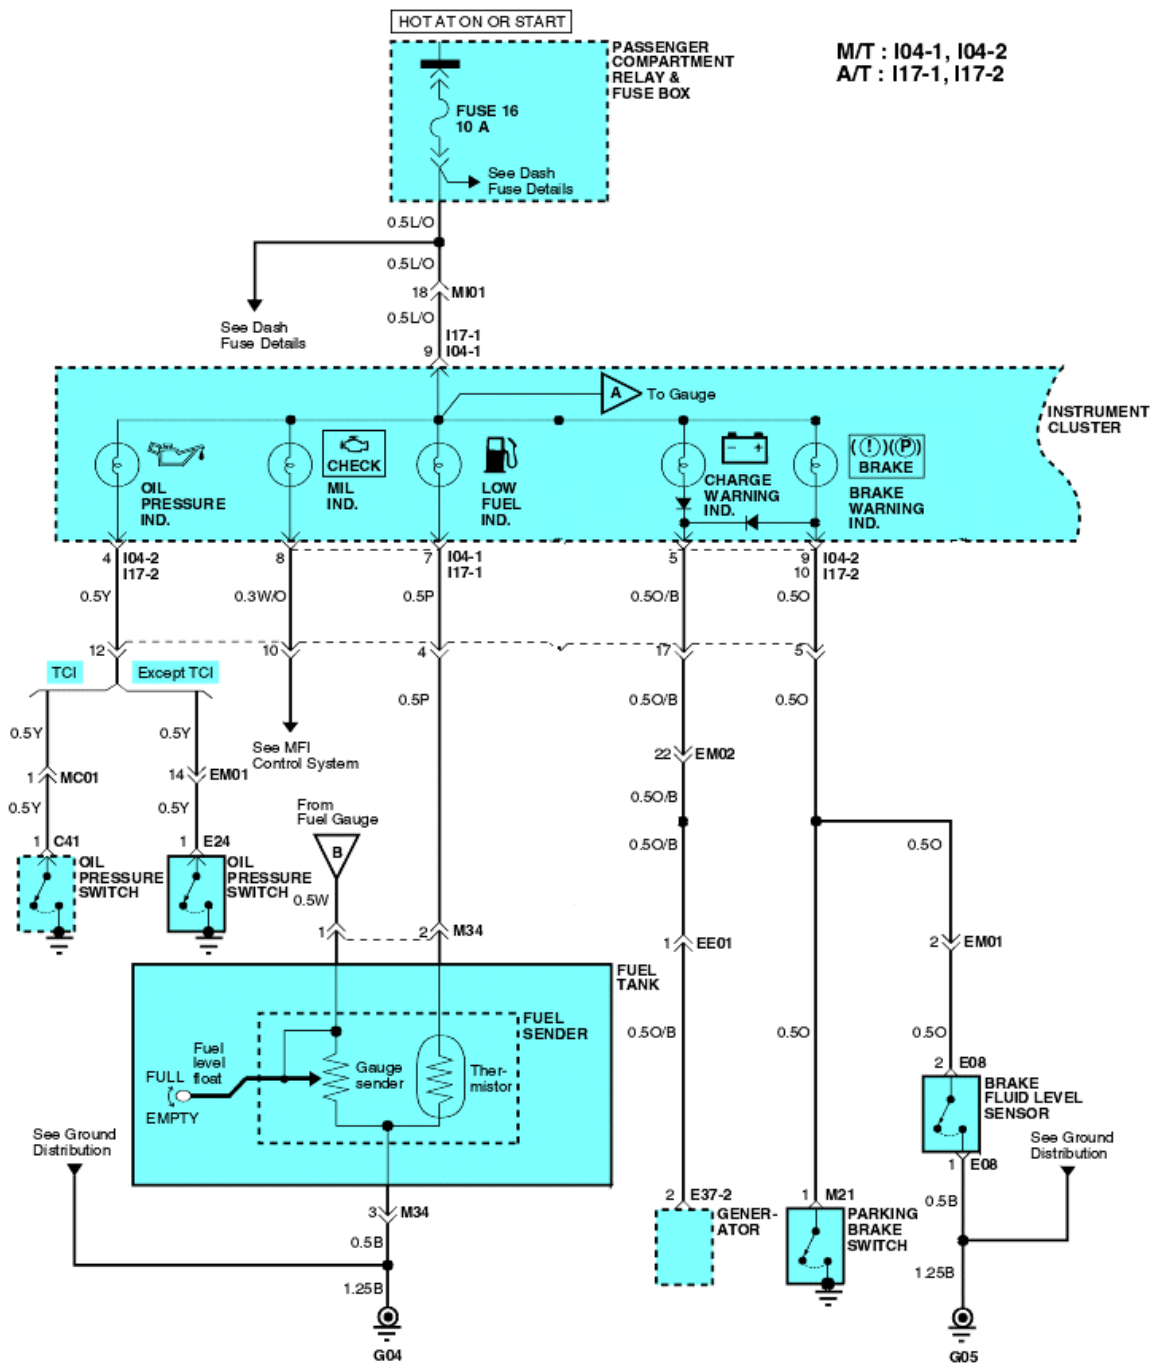 HOT AT ON OR START
PASSENGER
COMPARTMENT
RELAY &
FUSE BOX
M/T : I04-1, I04-2
A/T : I17-1, I17-2
FUSE 16
10 A
See Dash
Fuse Details
0.5L/O
0.5L/O
18
MI01
0.5L/O
See Dash
Fuse Details
I17-1
9
I04-1
A
To Gauge
INSTRUMENT
CLUSTER
OIL
PRESSURE
IND.
CHECK
MIL
IND.
LOW
FUEL
IND.
- +
CHARGE
WARNING
IND.
(!)(P)
BRAKE
BRAKE
WARNING
IND.
4
I04-2
I17-2
8
7
I04-1
I17-1
5
9
10
I04-2
I17-2
0.5Y
0.3W/O
0.5P
0.5O/B
0.5O
12
10
4
17
5
TCI
Except TCI
0.5P
0.5O/B
0.5O
0.5Y
0.5Y
See MFI
Control System
22
EM02
1
MC01
14
EM01
0.5O/B
0.5Y
0.5Y
From
Fuel Gauge
B
0.5O/B
0.5O
1
C41
OIL
PRESSURE
SWITCH
1
E24
OIL
PRESSURE
SWITCH
0.5W
1
2
M34
1
EE01
2
EM01
FUEL
TANK
FUEL
SENDER
0.5O/B
0.5O
0.5O
Fuel
level
float
FULL
EMPTY
Gauge
sender
Ther-
mistor
2
E08
BRAKE
FLUID LEVEL
SENSOR
See Ground
Distribution
See Ground
Distribution
1
E08
3
M34
2
E37-2
GENER-
ATOR
1
M21
PARKING
BRAKE
SWITCH
0.5B
0.5B
1.25B
1.25B
G04
G05